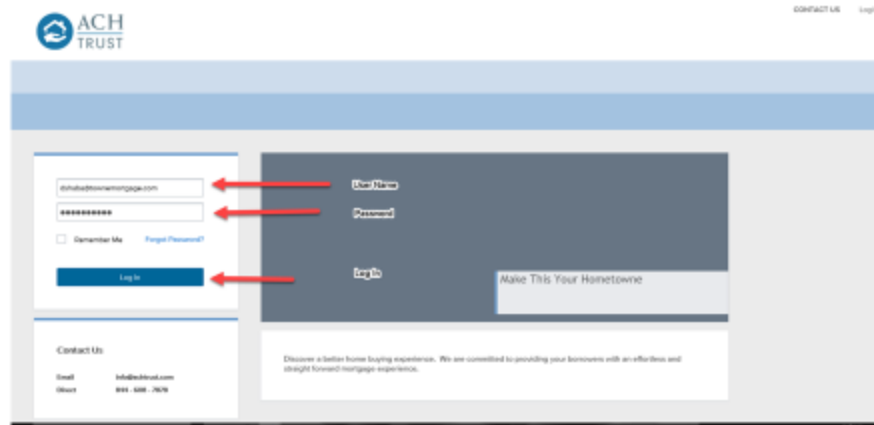 CONTACT US
ACH
TRUST
User Name
Password
Remember Me Forgot Password?
Log In
Log In
Make This Your Hometowne
Contact Us
Email
Direct
Discover a better home buying experience. We are committed to providing your borrowers with an effortless and
straight forward mortgage experience.